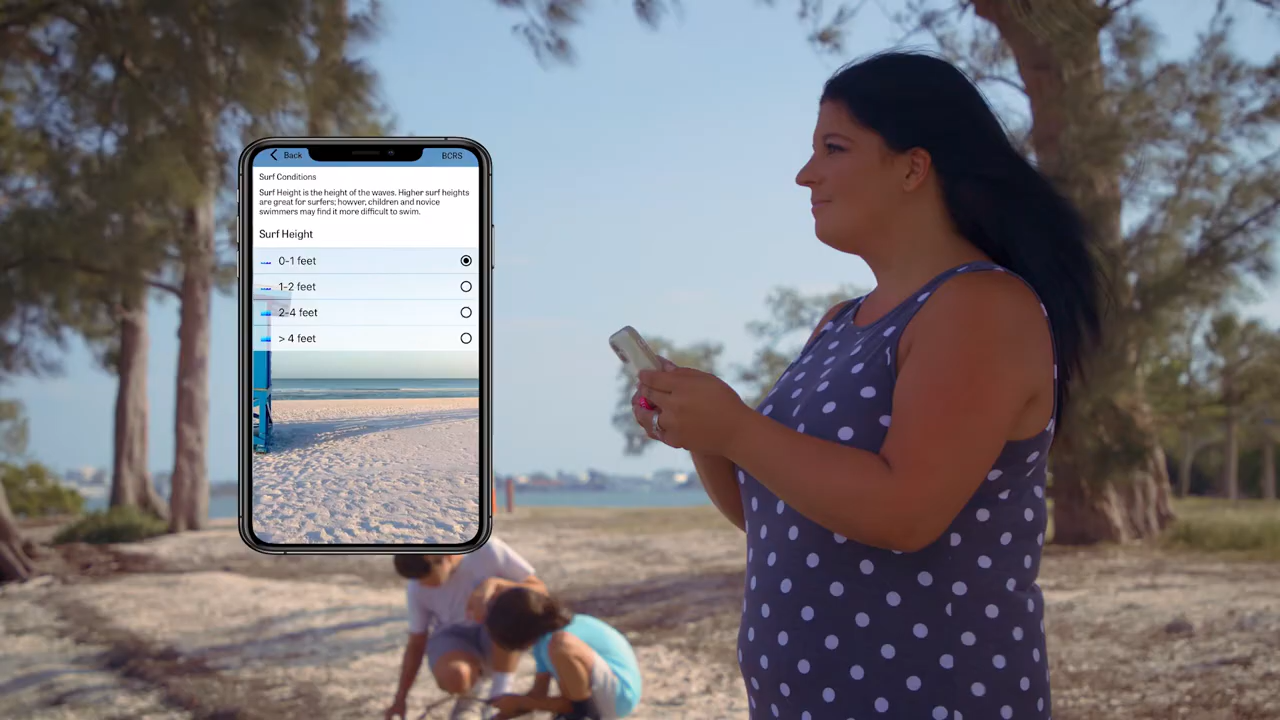 Back
BCRS
Surf Conditions
Surf Height is the height of the waves. Higher surf heights
are great for surfers; howver, children and novice
swimmers may find it more difficult to swim.
Surf Height
0-1 feet
1-2 feet
2-4 feet
> 4 feet